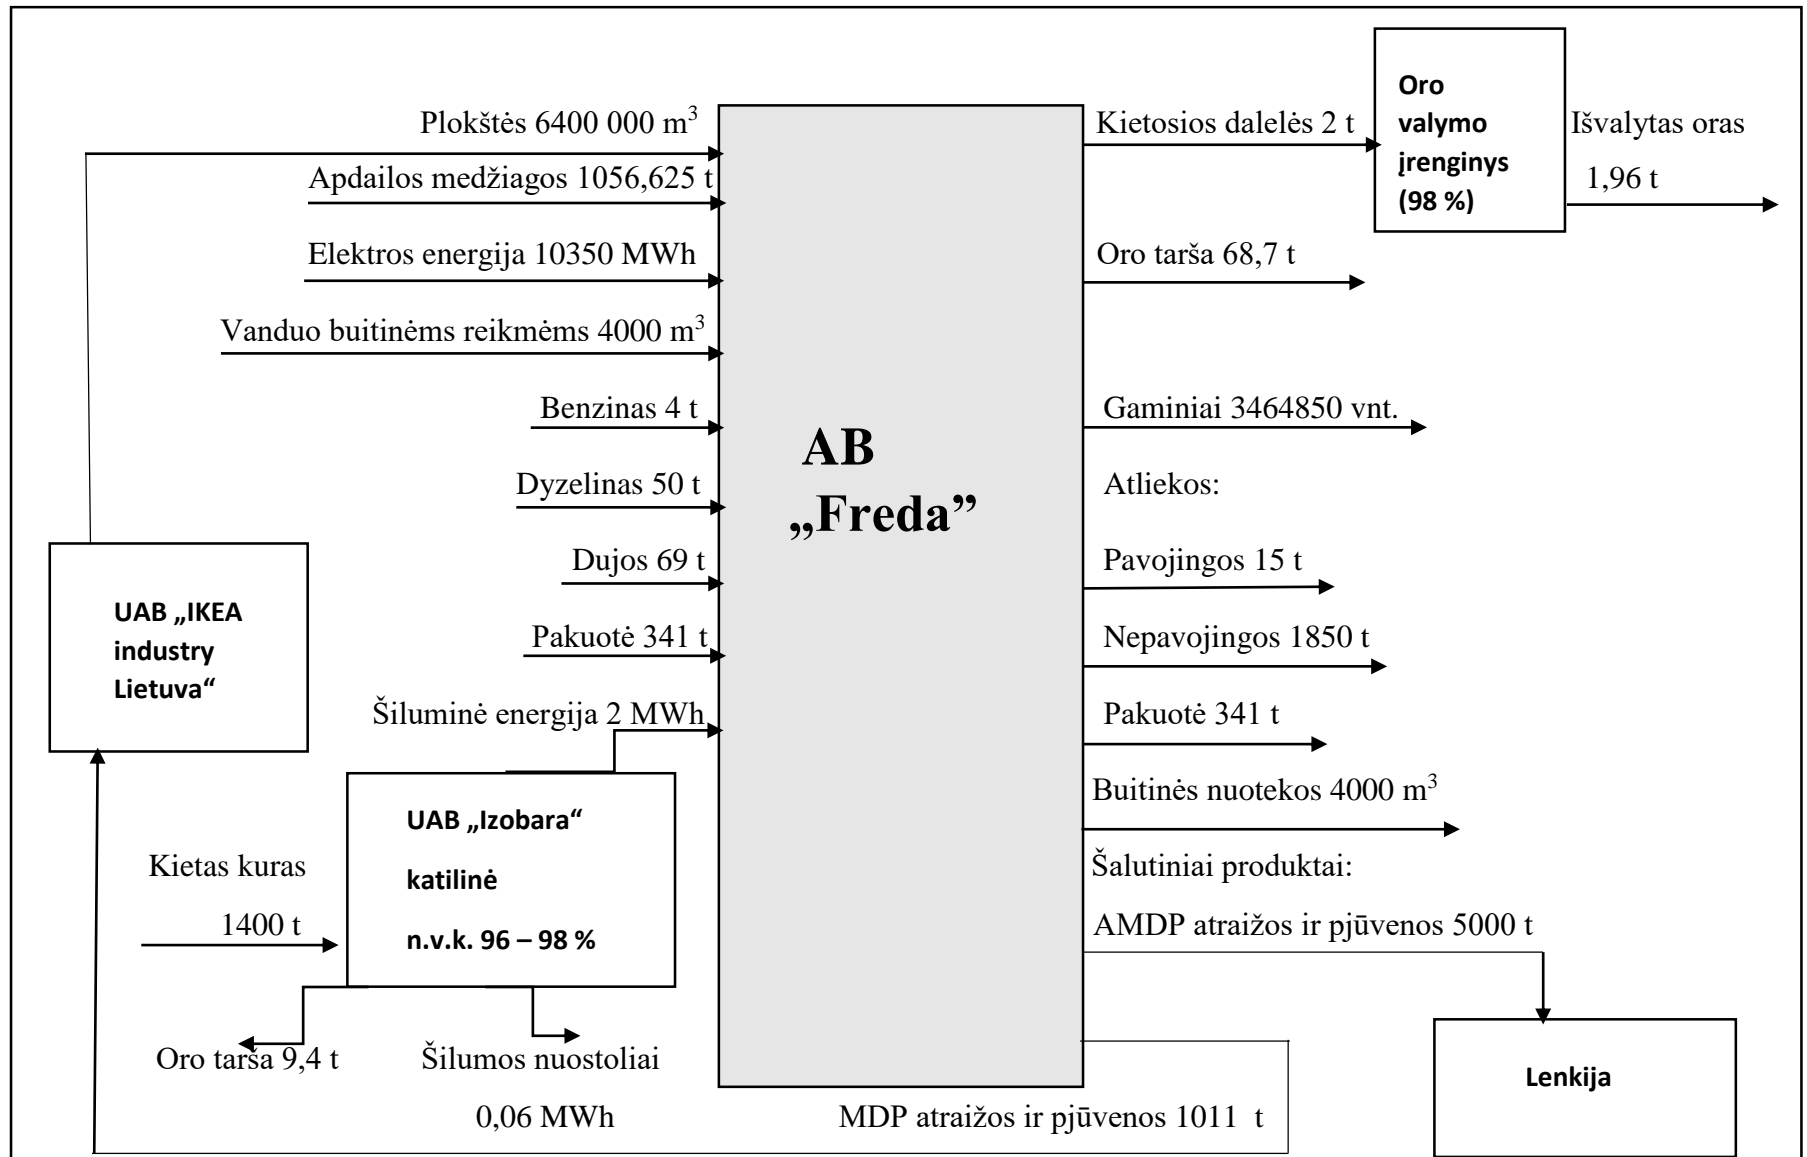 Plokštės 6400 000 m³
Apdailos medžiagos 1056,625 t
Elektros energija 10350 MWh
Vanduo buitinėms reikmėms 4000 m³
Benzinas 4 t
Dyzelinas 50 t
Dujos 69 t
Pakuotė 341 t
Šiluminė energija 2 MWh
UAB „IKEA
industry
Lietuva“
UAB „Izobara“
katilinė
n.v.k. 96 – 98 %
Kietas kuras
1400 t
Oro tarša 9,4 t
Šilumos nuostoliai
0,06 MWh
AB
„Freda”
Kietosios dalelės 2 t
Oro
valymo
įrenginys
(98 %)
Išvalytas oras
1,96 t
Oro tarša 68,7 t
Gaminiai 3464850 vnt.
Atliekos:
Pavojingos 15 t
Nepavojingos 1850 t
Pakuotė 341 t
Buitinės nuotekos 4000 m³
Šalutiniai produktai:
AMDP atraižos ir pjūvenos 5000 t
Lenkija
MDP atraižos ir pjūvenos 1011 t